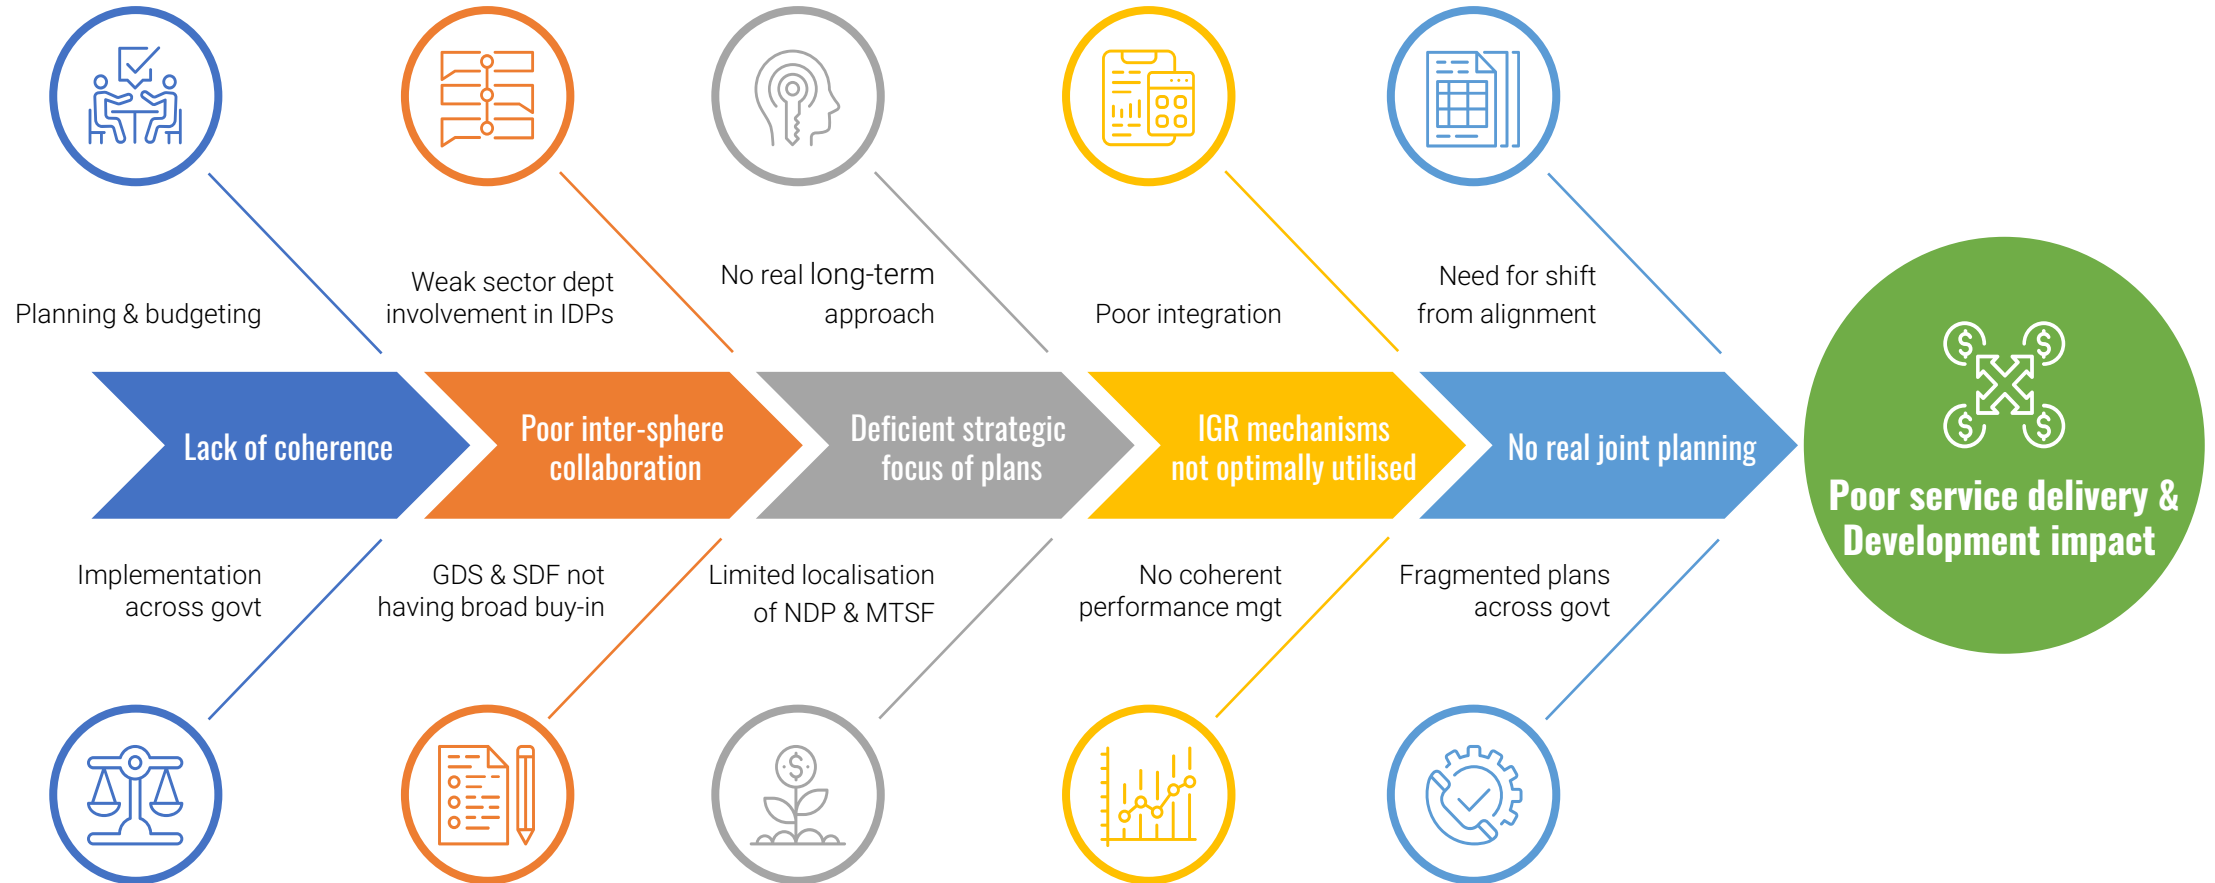 Planning & budgeting
Weak sector dept
involvement in IDPs
No real long-term
approach
Poor integration
Need for shift
from alignment
Lack of coherence
Poor inter-sphere
collaboration
Deficient strategic
focus of plans
IGR mechanisms
not optimally utilised
No real joint planning
Poor service delivery &
Development impact
Implementation
across govt
GDS & SDF not
having broad buy-in
Limited localisation
of NDP & MTSF
No coherent
performance mgt
Fragmented plans
across govt